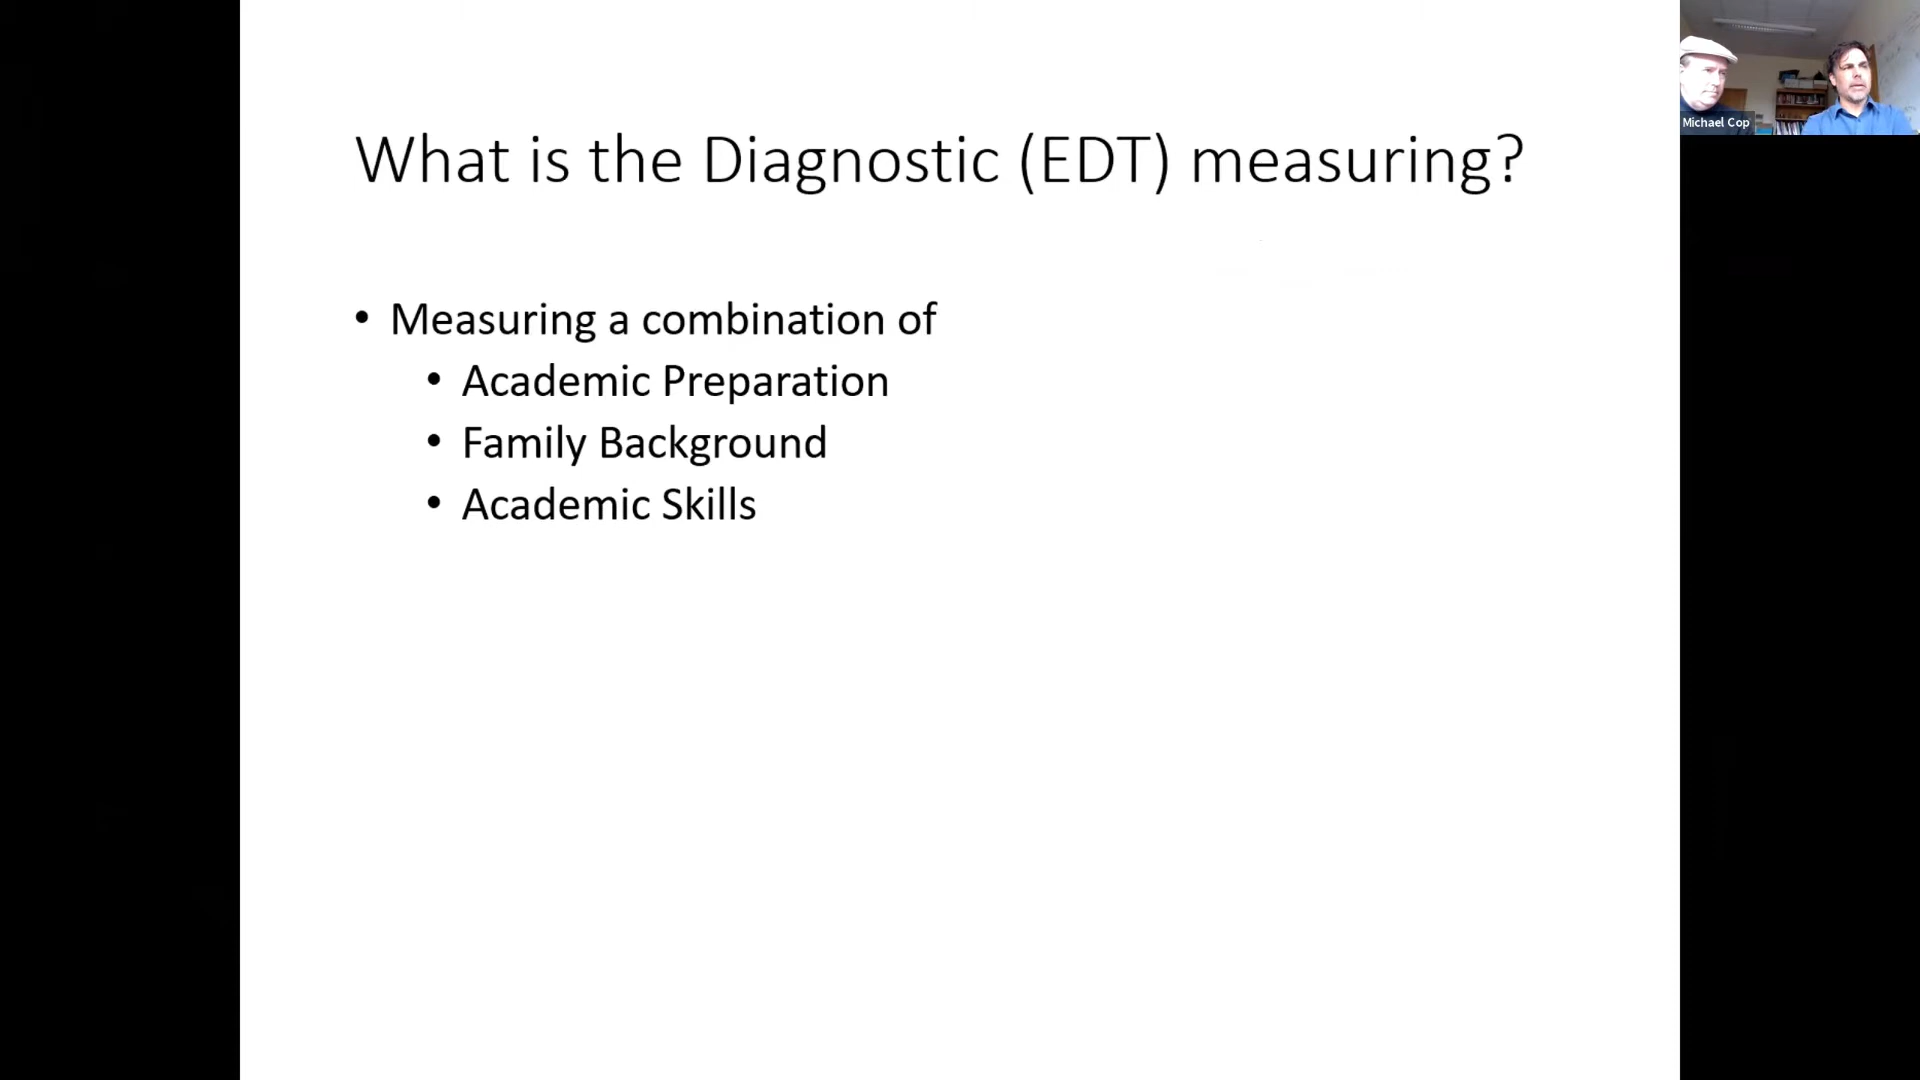 What is the Diagnostic (EDT) measuring?
• Measuring a combination of
• Academic Preparation
• Family Background
• Academic Skills
Michael Cop